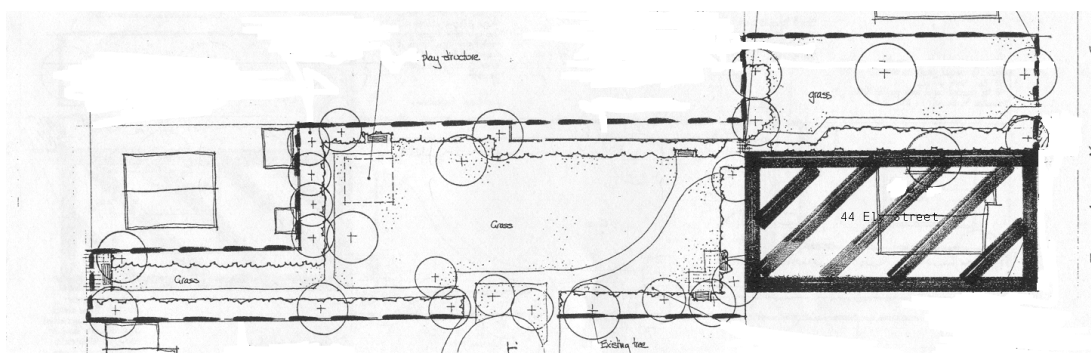 play structure
grass
44 Elm Street
Grass
Grass
Existing tree